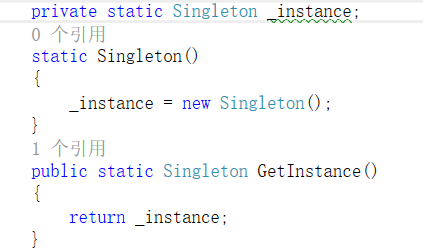 private static Singleton _instance;
0 个引用
static Singleton()
{
    _instance = new Singleton();
}
1 个引用
public static Singleton GetInstance()
{
    return _instance;
}